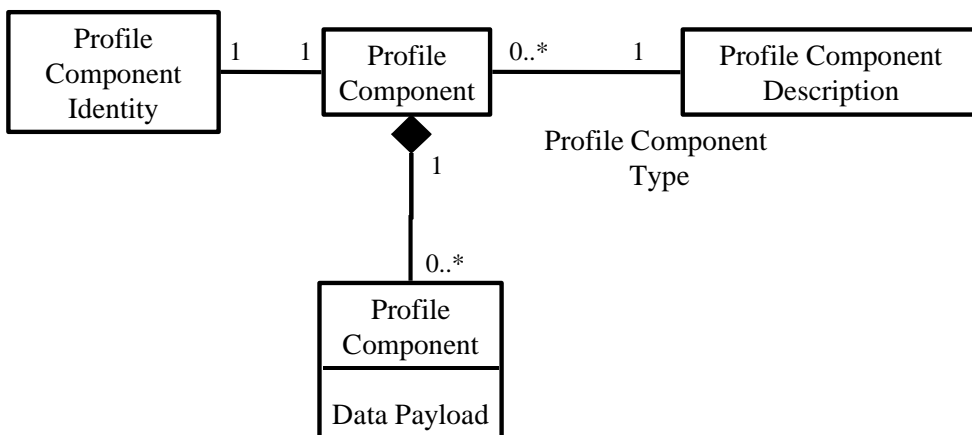 Profile
Component
Identity
1
1
Profile
Component
0..*
1
Profile Component
Description
Profile Component
Type
1
0..*
Profile
Component
Data Payload